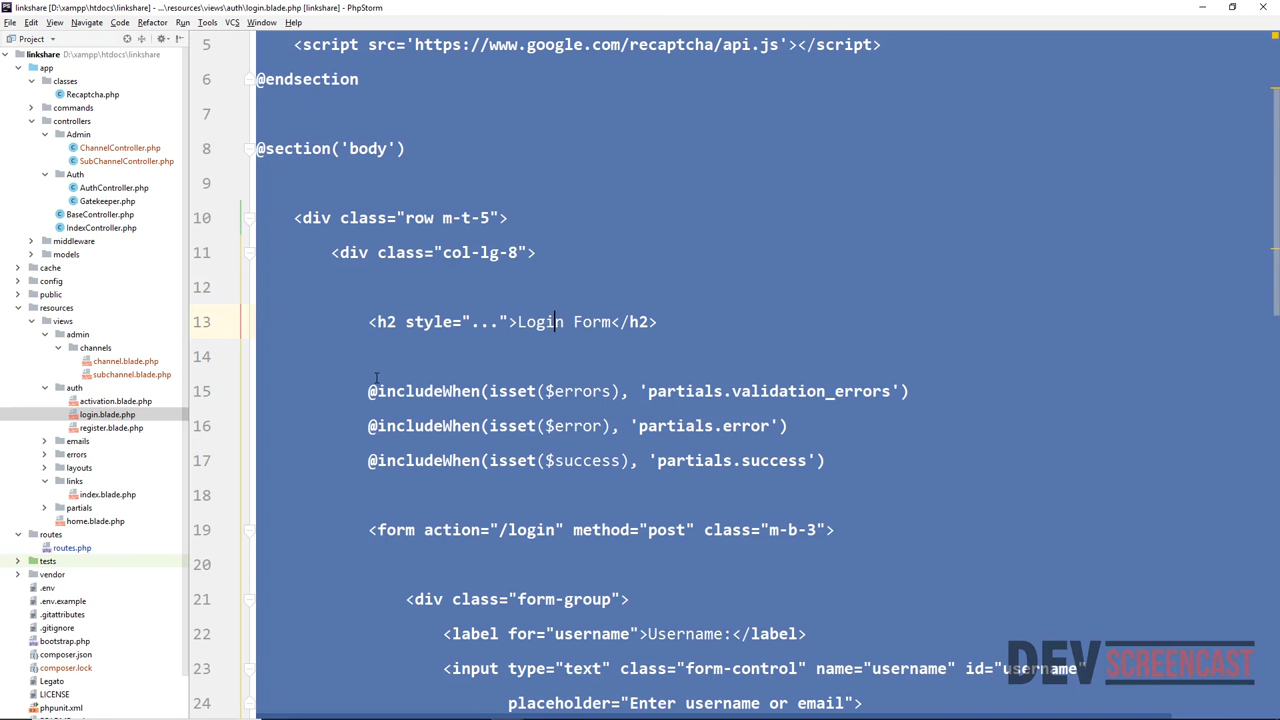 linkshare [D:\xampp\htdocs\linkshare] - ...\resources\views\auth\login.blade.php [linkshare] - PhpStorm
File Edit View Navigate Code Refactor Run Tools VCS Window Help
Project
linkshare D:\xampp\htdocs\linkshare
app
classes
Recaptcha.php
commands
controllers
Admin
ChannelController.php
SubChannelController.php
Auth
AuthController.php
Gatekeeper.php
BaseController.php
IndexController.php
middleware
models
cache
config
public
resources
views
admin
channels
channel.blade.php
subchannel.blade.php
auth
activation.blade.php
login.blade.php
register.blade.php
emails
errors
layouts
links
index.blade.php
partials
home.blade.php
routes
routes.php
tests
vendor
.env
.env.example
.gitattributes
.gitignore
bootstrap.php
composer.json
composer.lock
Legato
LICENSE
phpunit.xml
5 <script src='https://www.google.com/recaptcha/api.js'></script>
6 @endsection
7
8 @section('body')
9
10 <div class="row m-t-5">
11 <div class="col-lg-8">
12
13 <h2 style="...">Login Form</h2>
14
15 @includeWhen(isset($errors), 'partials.validation_errors')
16 @includeWhen(isset($error), 'partials.error')
17 @includeWhen(isset($success), 'partials.success')
18
19 <form action="/login" method="post" class="m-b-3">
20
21 <div class="form-group">
22 <label for="username">Username:</label>
23 <input type="text" class="form-control" name="username" id="username"
24 placeholder="Enter username or email">
DEV SCREENCAST